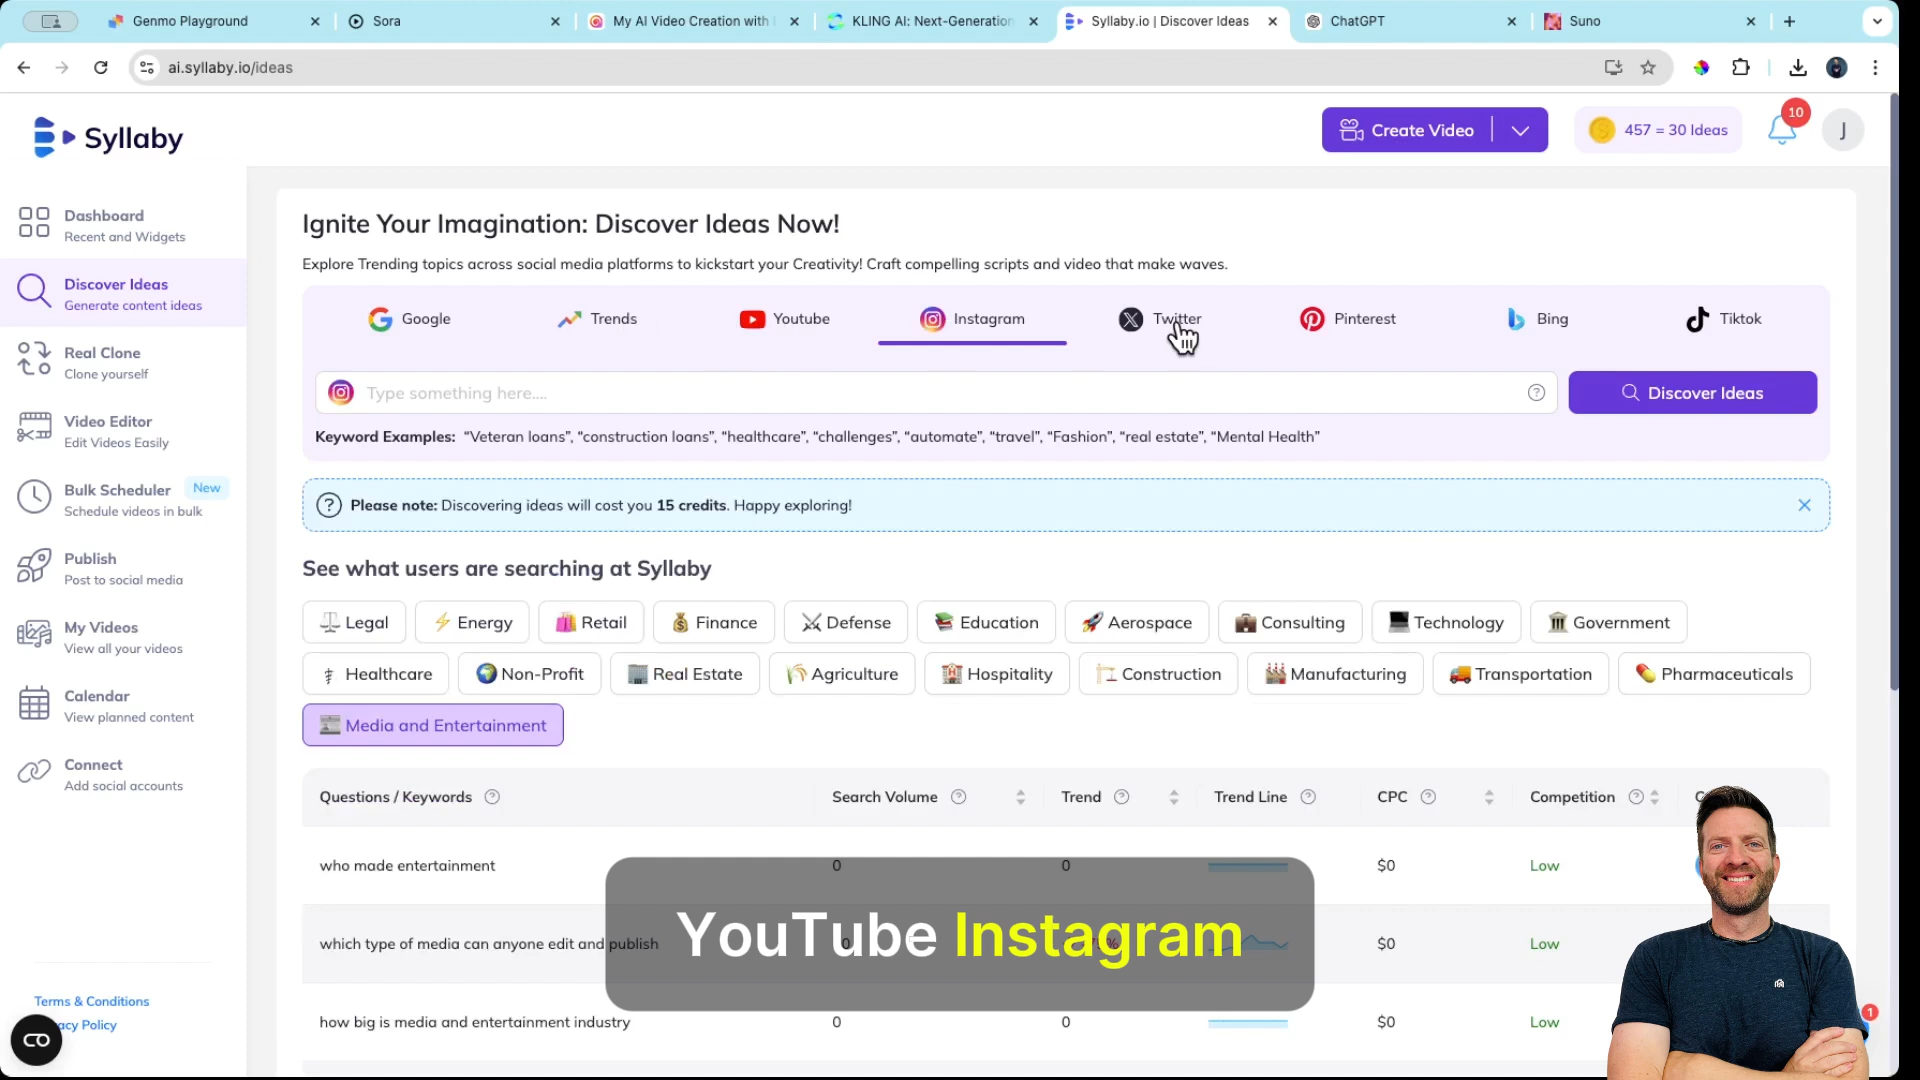 Genmo Playground
Sora
My AI Video Creation with
KLING AI: Next-Generation
Syllaby.io | Discover Ideas
ChatGPT
Suno
ai.syllaby.io/ideas
Syllaby
Create Video
457 = 30 Ideas
10
J
Dashboard
Recent and Widgets
Discover Ideas
Generate content ideas
Real Clone
Clone yourself
Video Editor
Edit Videos Easily
Bulk Scheduler
New
Schedule videos in bulk
Publish
Post to social media
My Videos
View all your videos
Calendar
View planned content
Connect
Add social accounts
Terms & Conditions
acy Policy
Ignite Your Imagination: Discover Ideas Now!
Explore Trending topics across social media platforms to kickstart your Creativity! Craft compelling scripts and video that make waves.
Google
Trends
Youtube
Instagram
Twitter
Pinterest
Bing
Tiktok
Type something here....
Discover Ideas
Keyword Examples: “Veteran loans”, “construction loans”, “healthcare”, “challenges”, “automate”, “travel”, “Fashion”, “real estate”, “Mental Health”
Please note: Discovering ideas will cost you 15 credits. Happy exploring!
See what users are searching at Syllaby
Legal
Energy
Retail
Finance
Defense
Education
Aerospace
Consulting
Technology
Government
Healthcare
Non-Profit
Real Estate
Agriculture
Hospitality
Construction
Manufacturing
Transportation
Pharmaceuticals
Media and Entertainment
Questions / Keywords
Search Volume
Trend
Trend Line
CPC
Competition
who made entertainment
0
0
$0
Low
which type of media can anyone edit and publish
0
$0
Low
how big is media and entertainment industry
0
0
$0
Low
YouTube Instagram
1